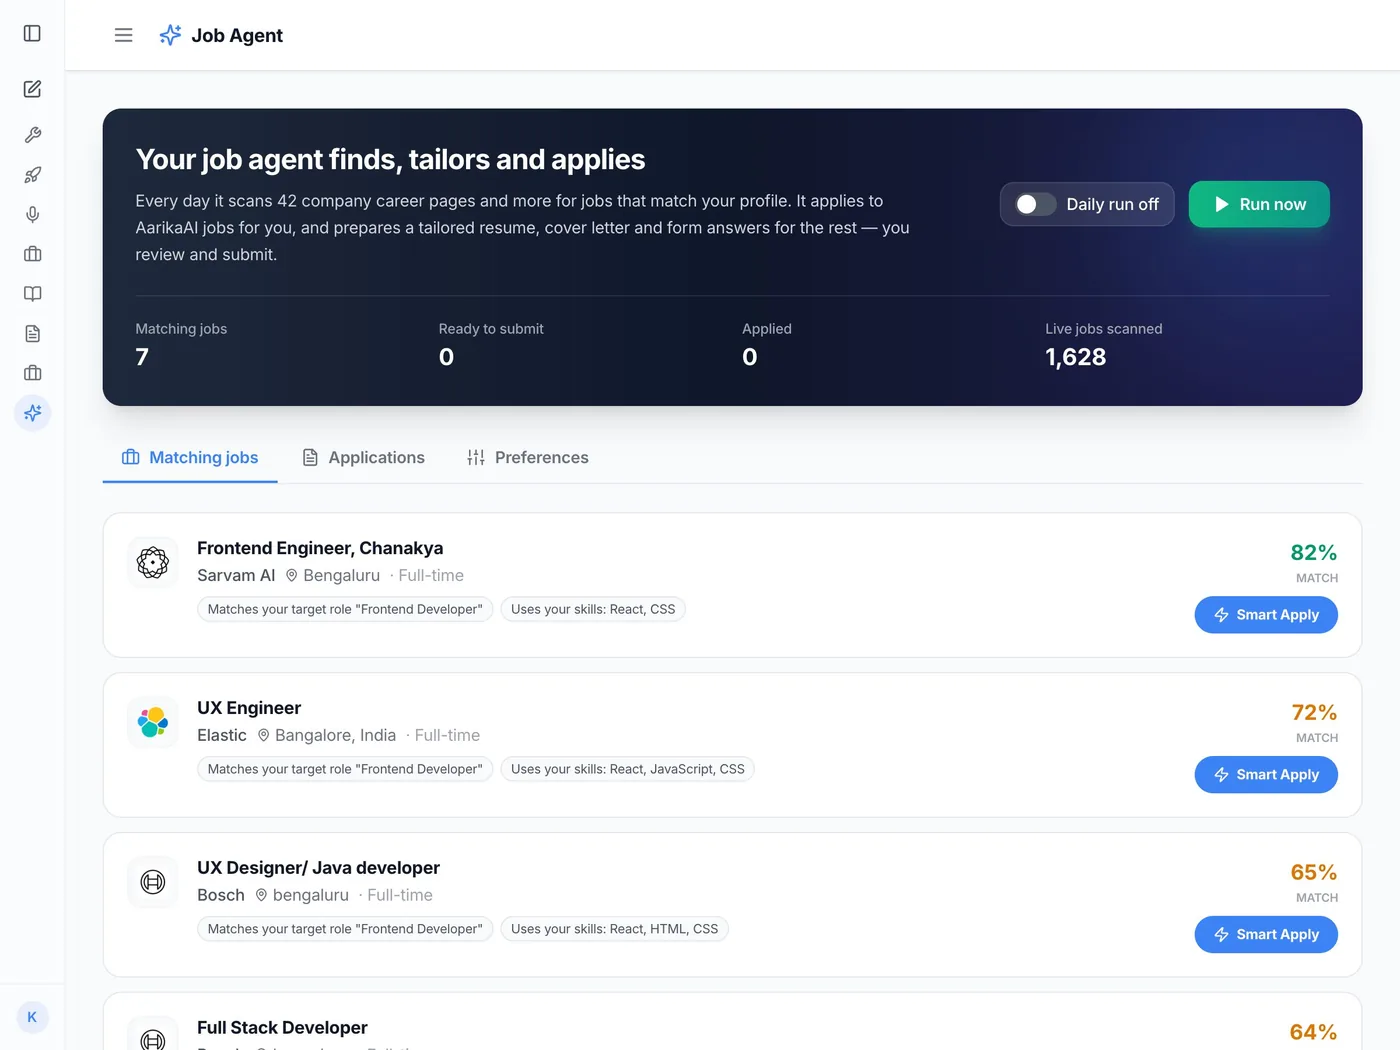 Job Agent
Your job agent finds, tailors and applies
Every day it scans 42 company career pages and more for jobs that match your profile. It applies to
AarikaAI jobs for you, and prepares a tailored resume, cover letter and form answers for the rest — you
review and submit.
Daily run off
Run now
Matching jobs
7
Ready to submit
0
Applied
0
Live jobs scanned
1,628
Matching jobs
Applications
Preferences
Frontend Engineer, Chanakya
Sarvam AI Bengaluru · Full-time
Matches your target role "Frontend Developer"
Uses your skills: React, CSS
82%
MATCH
Smart Apply
UX Engineer
Elastic Bangalore, India · Full-time
Matches your target role "Frontend Developer"
Uses your skills: React, JavaScript, CSS
72%
MATCH
Smart Apply
UX Designer/ Java developer
Bosch bengaluru · Full-time
Matches your target role "Frontend Developer"
Uses your skills: React, HTML, CSS
65%
MATCH
Smart Apply
Full Stack Developer
64%
K